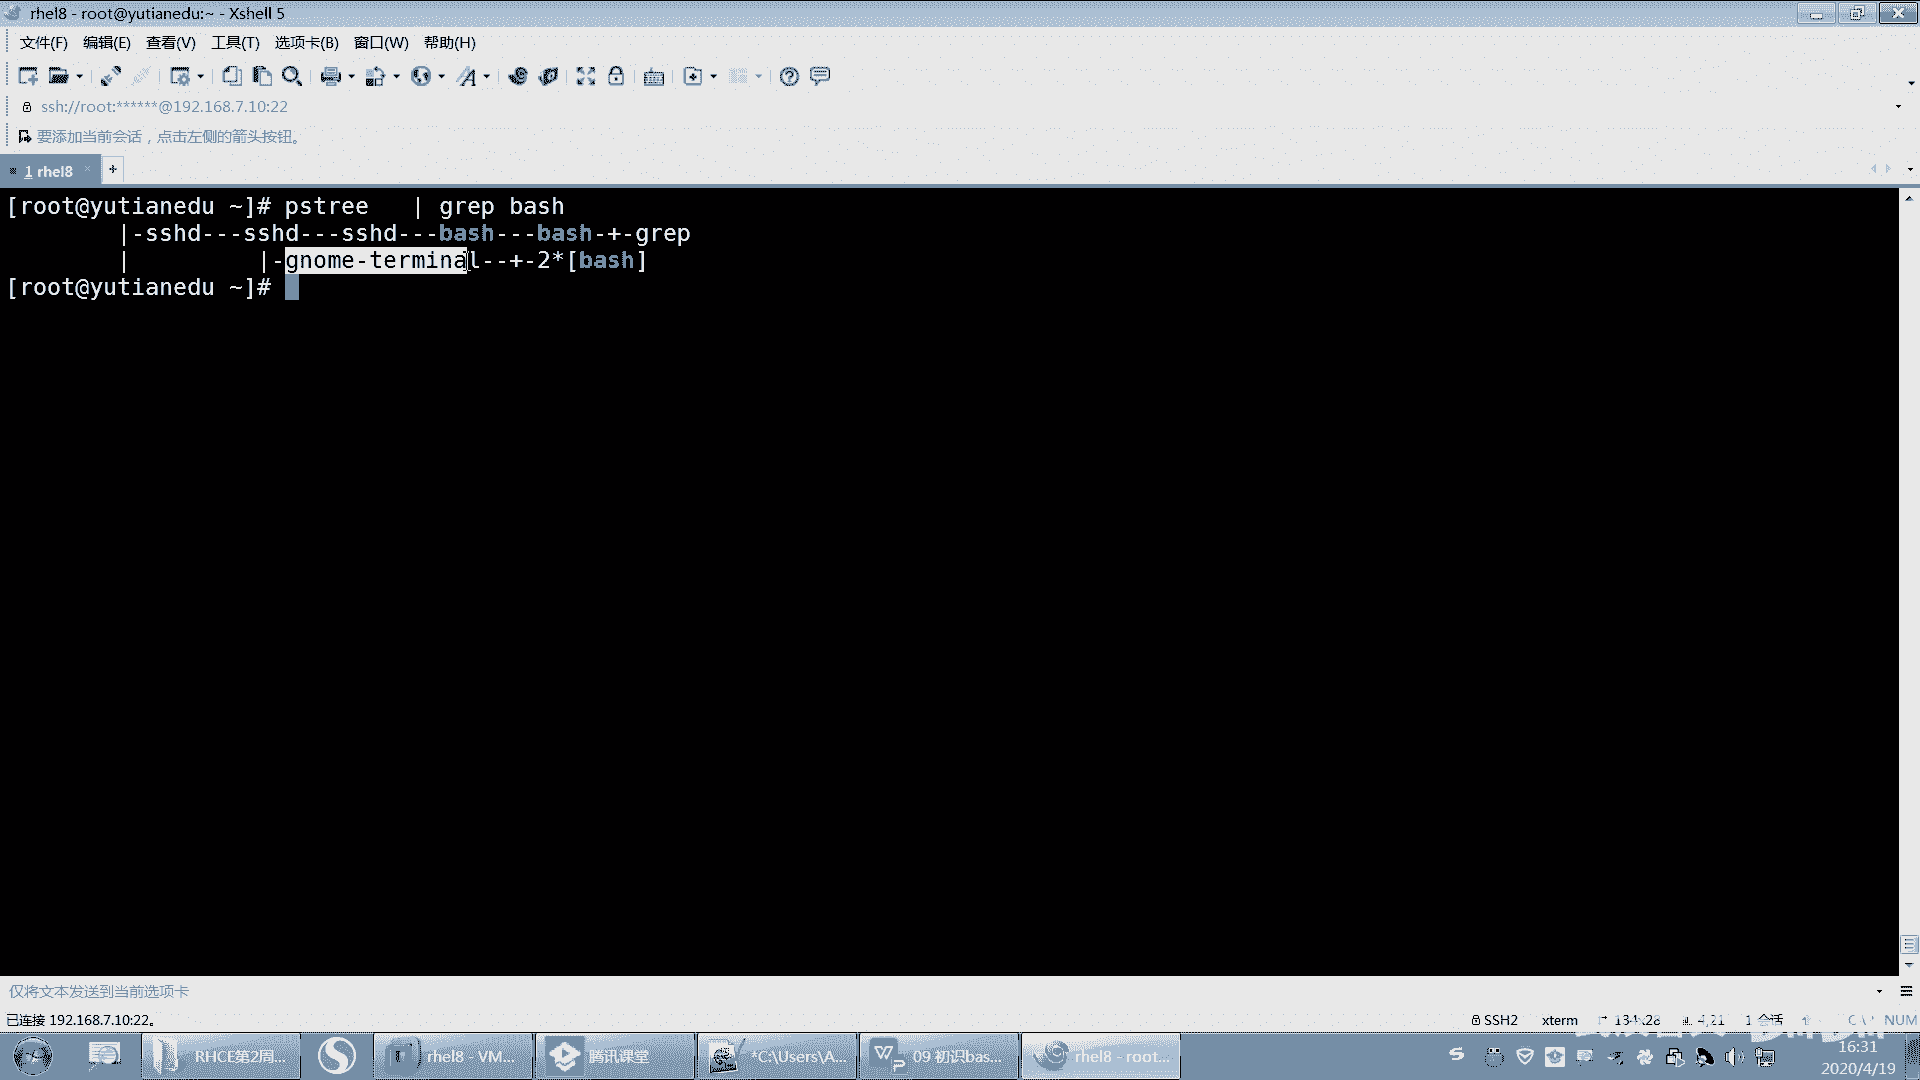 rhel8 - root@yutianedu:~ - Xshell 5
文件(F) 编辑(E) 查看(V) 工具(T) 选项卡(B) 窗口(W) 帮助(H)
ssh://root:******@192.168.7.10:22
要添加当前会话，点击左侧的箭头按钮。
1 rhel8
[root@yutianedu ~]# pstree   | grep bash
        |-sshd---sshd---sshd---bash---bash-+-grep
        |         |-gnome-terminal--+-2*[bash]
[root@yutianedu ~]#
仅将文本发送到当前选项卡
已连接 192.168.7.10:22。 SSH2 xterm 134x28 4,21 1 会话 NUM
RHCE第2周... rhel8 - VM... 腾讯课堂 *C:\Users\A... 09 初识bas... rhel8 - root...
16:31
2020/4/19